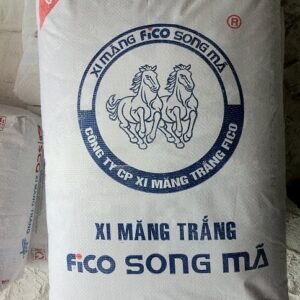 ®
XI MĂNG FICO SONG MÃ
CÔNG TY CP XI MĂNG TRẮNG FICO
XI MĂNG TRẮNG
FICO SONG MÃ